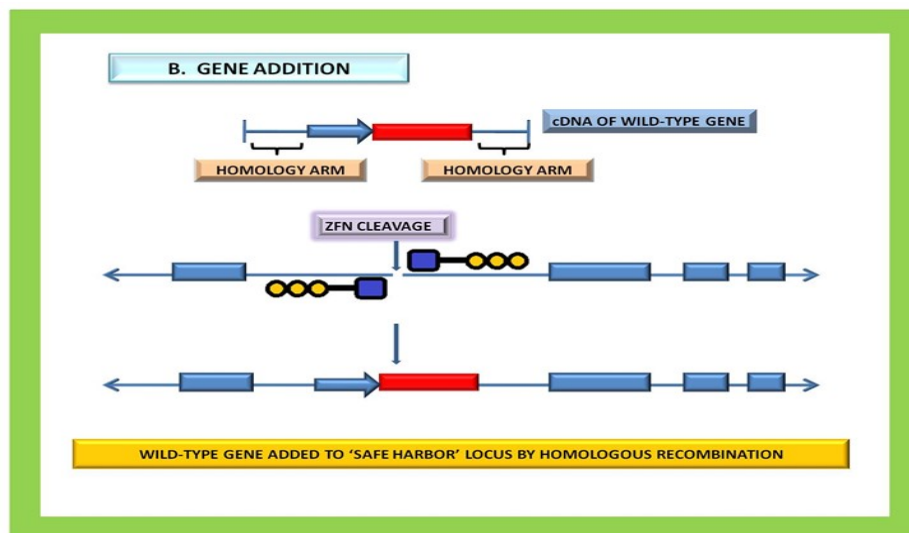 B. GENE ADDITION
cDNA OF WILD-TYPE GENE
HOMOLOGY ARM
HOMOLOGY ARM
ZFN CLEAVAGE
WILD-TYPE GENE ADDED TO ‘SAFE HARBOR’ LOCUS BY HOMOLOGOUS RECOMBINATION